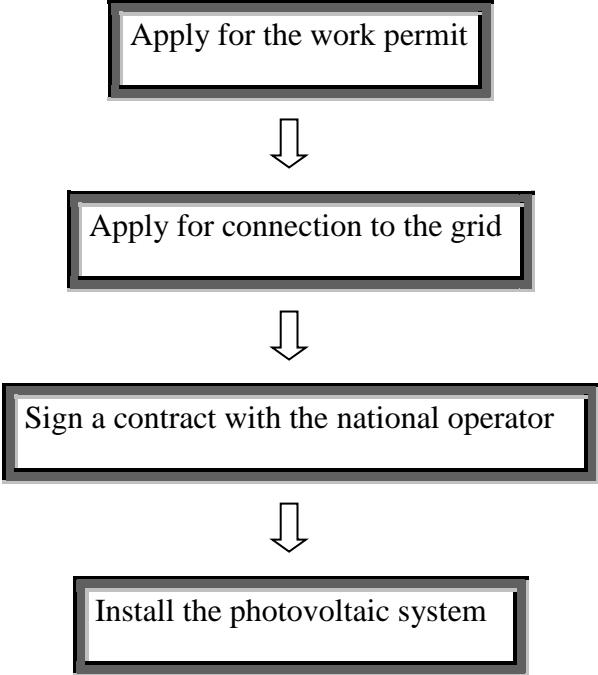 Apply for the work permit
Apply for connection to the grid
Sign a contract with the national operator
Install the photovoltaic system